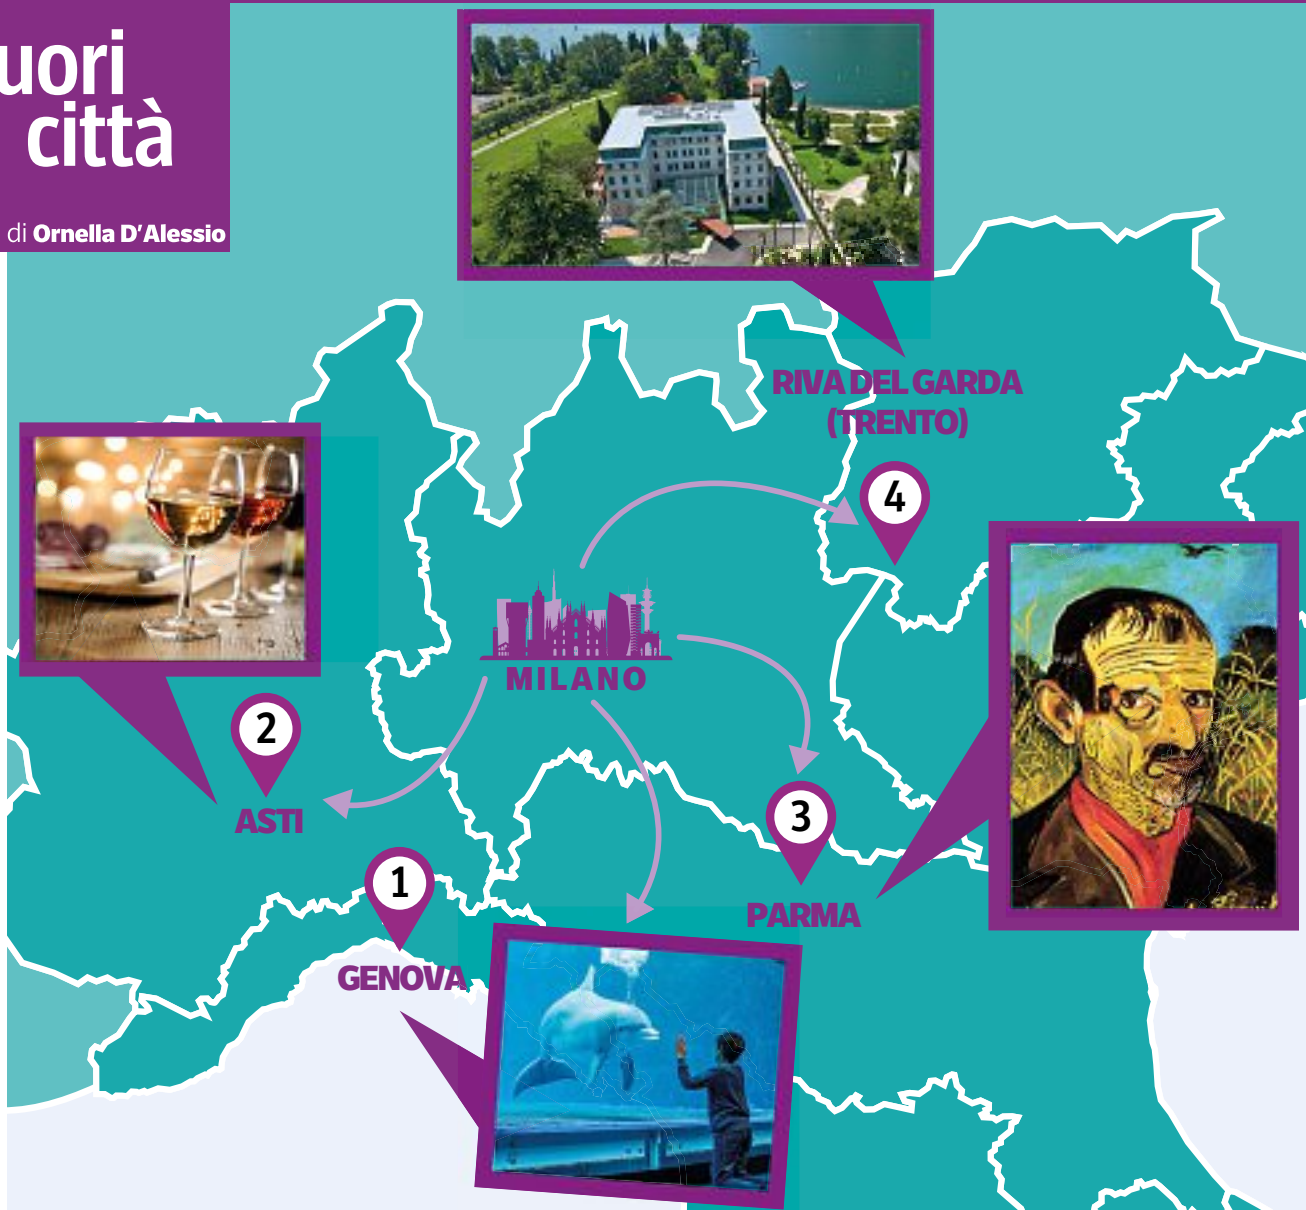 uori
città
di Ornella D'Alessio
RIVA DEL GARDA
(TRENTO)
4
MILANO
2
ASTI
3
PARMA
1
GENOVA